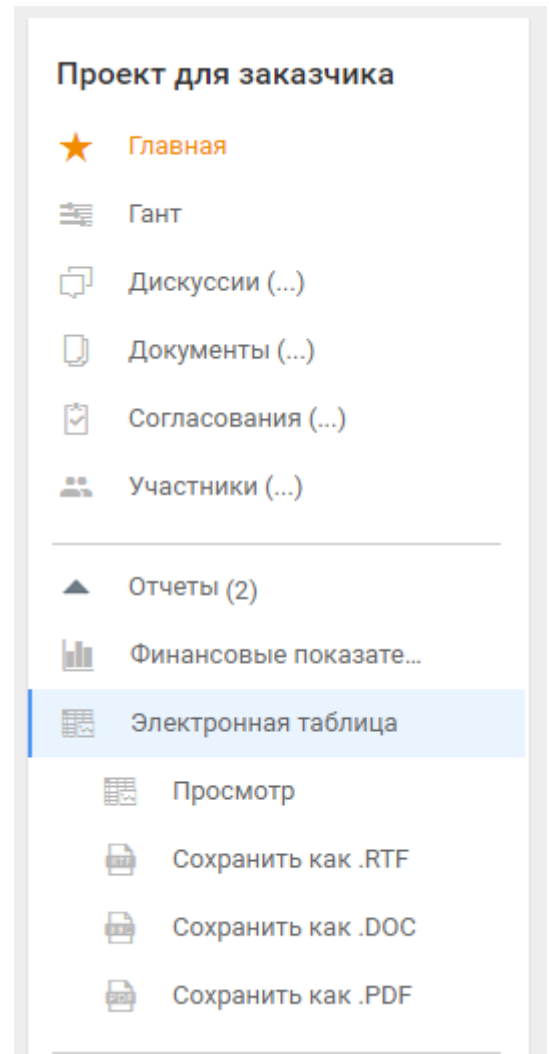 Проект для заказчика
Главная
Гант
Дискуссии (...)
Документы (...)
Согласования (...)
Участники (...)
Отчеты (2)
Финансовые показате...
Электронная таблица
Просмотр
Сохранить как .RTF
Сохранить как .DOC
Сохранить как .PDF